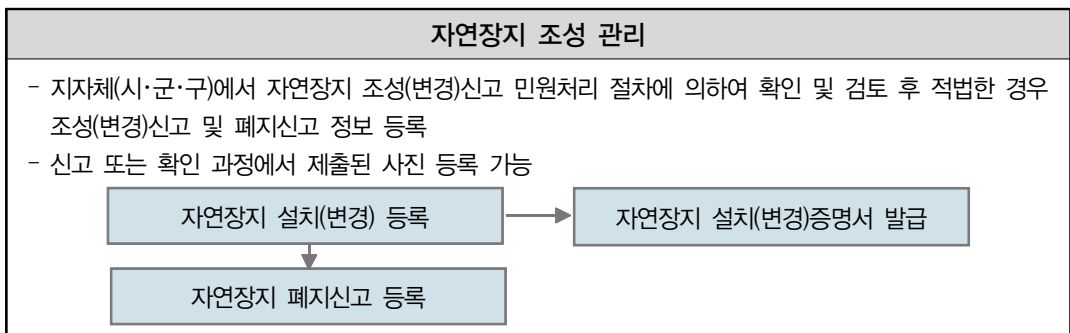 자연장지 조성 관리
- 지자체(시·군·구)에서 자연장지 조성(변경)신고 민원처리 절차에 의하여 확인 및 검토 후 적법한 경우
조성(변경)신고 및 폐지신고 정보 등록
- 신고 또는 확인 과정에서 제출된 사진 등록 가능
자연장지 설치(변경) 등록
자연장지 설치(변경)증명서 발급
자연장지 폐지신고 등록